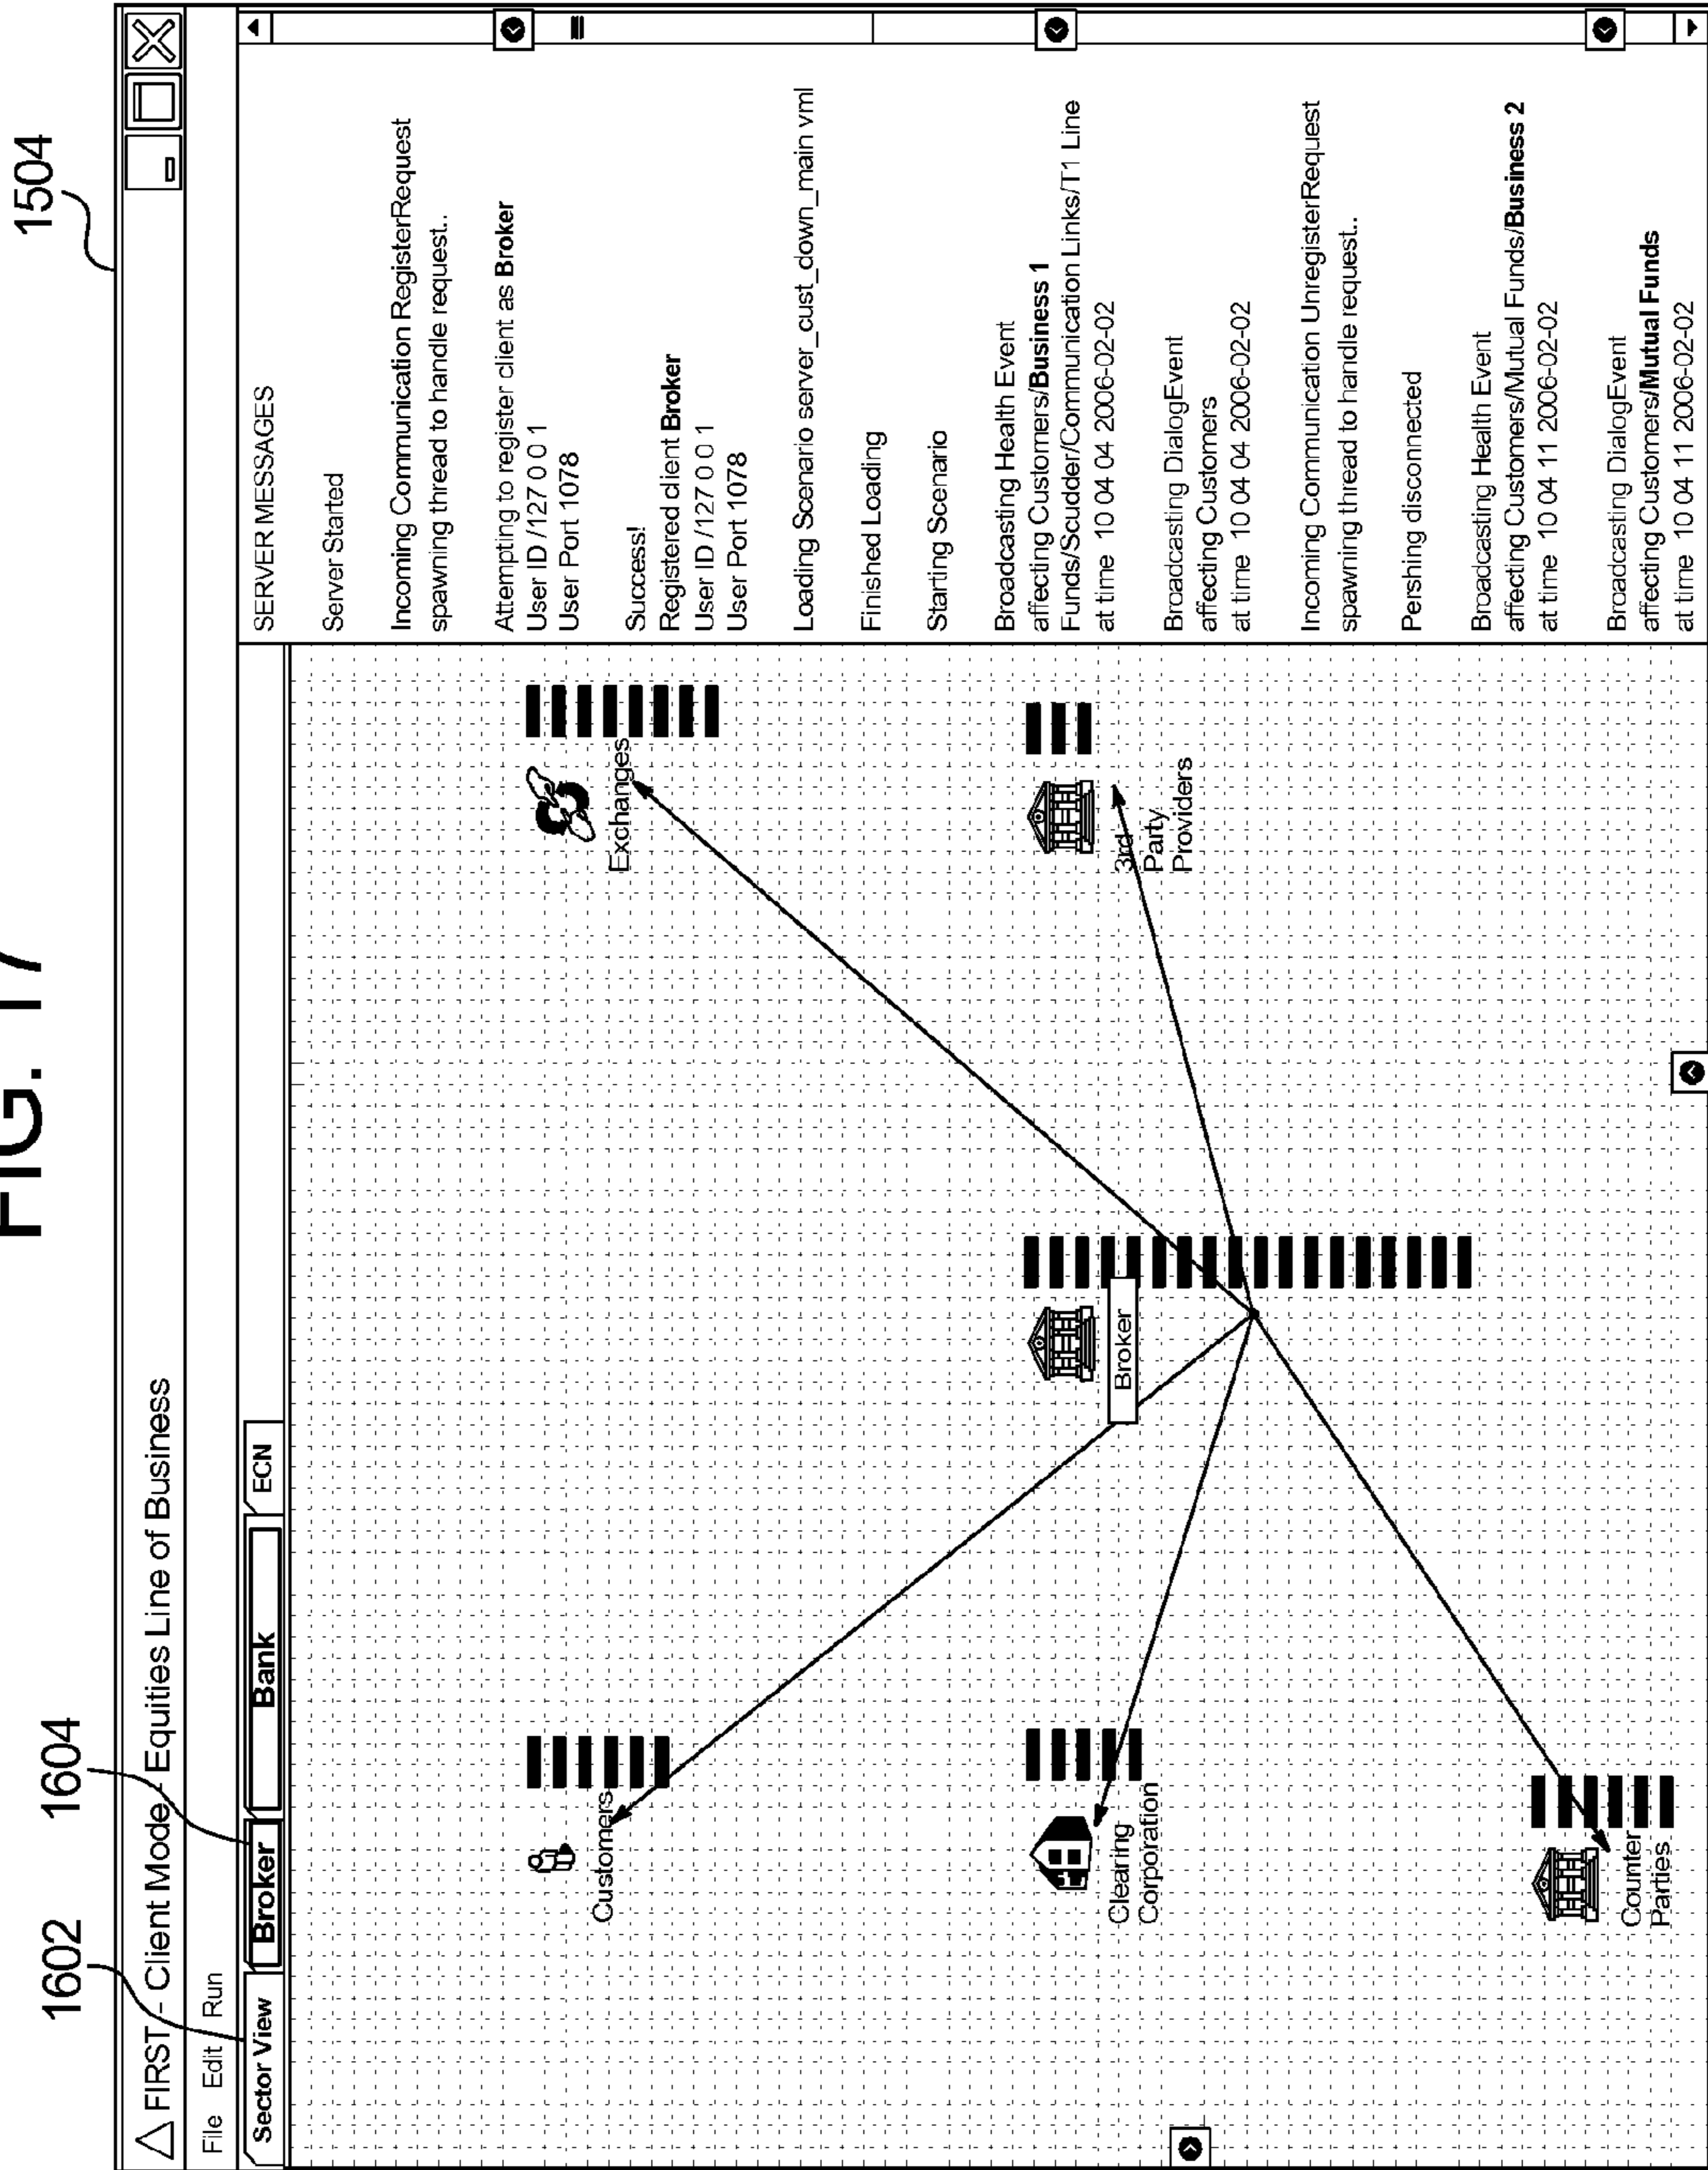 FIG. 17
1504
1602
1604
FIRST - Client Mode - Equities Line of Business
File Edit Run
Sector View
Broker
Bank
ECN
Customers
Exchanges
Broker
Clearing
Corporation
3rd
Party
Providers
Counter
Parties
SERVER MESSAGES
Server Started
Incoming Communication RegisterRequest
spawning thread to handle request..
Attempting to register client as Broker
User ID /127 0 0 1
User Port 1078
Success!
Registered client Broker
User ID /127 0 0 1
User Port 1078
Loading Scenario server_cust_down_main vml
Finished Loading
Starting Scenario
Broadcasting Health Event
affecting Customers/Business 1
Funds/Scudder/Communication Links/T1 Line
at time 10 04 04 2006-02-02
Broadcasting DialogEvent
affecting Customers
at time 10 04 04 2006-02-02
Incoming Communication UnregisterRequest
spawning thread to handle request..
Pershing disconnected
Broadcasting Health Event
affecting Customers/Mutual Funds/Business 2
at time 10 04 11 2006-02-02
Broadcasting DialogEvent
affecting Customers/Mutual Funds
at time 10 04 11 2006-02-02